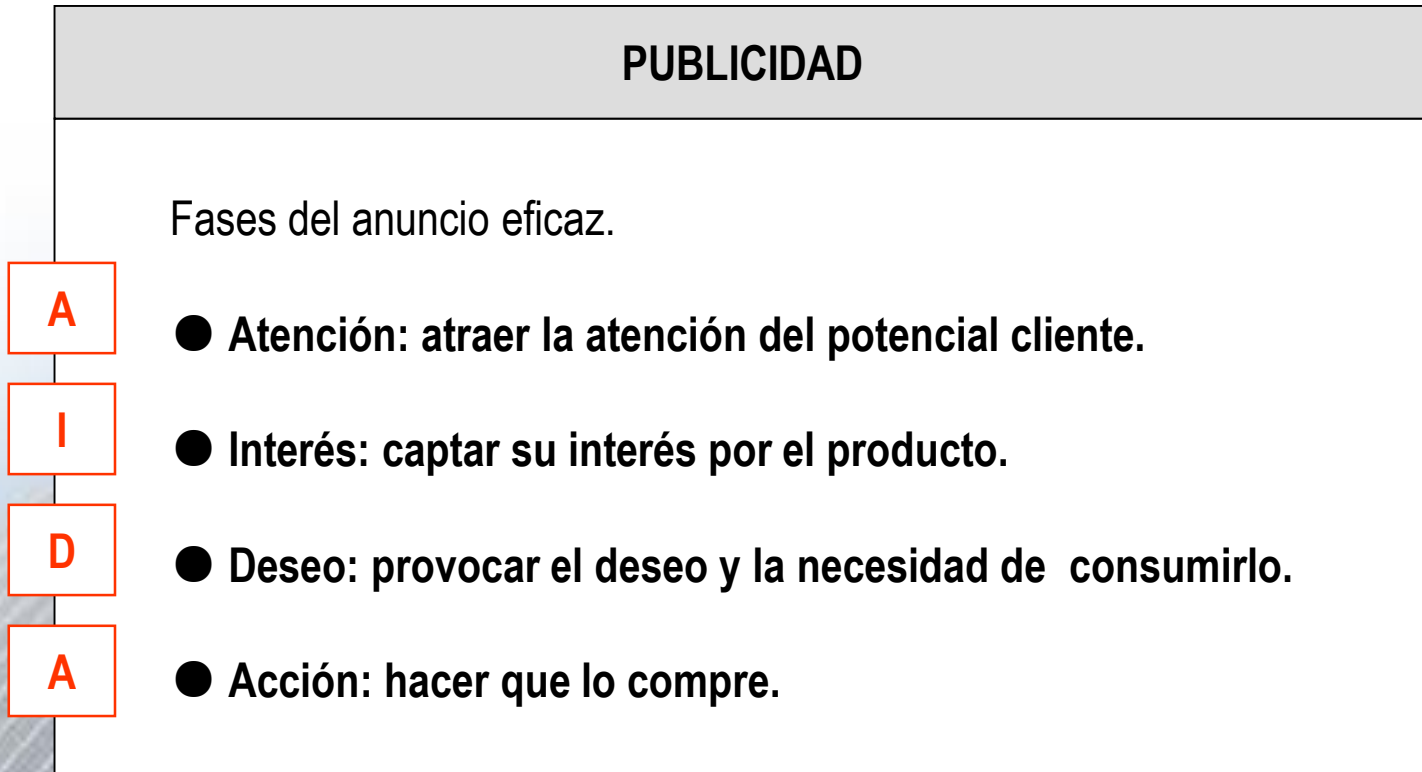 PUBLICIDAD
Fases del anuncio eficaz.
A
● Atención: atraer la atención del potencial cliente.
I
● Interés: captar su interés por el producto.
D
● Deseo: provocar el deseo y la necesidad de  consumirlo.
A
● Acción: hacer que lo compre.